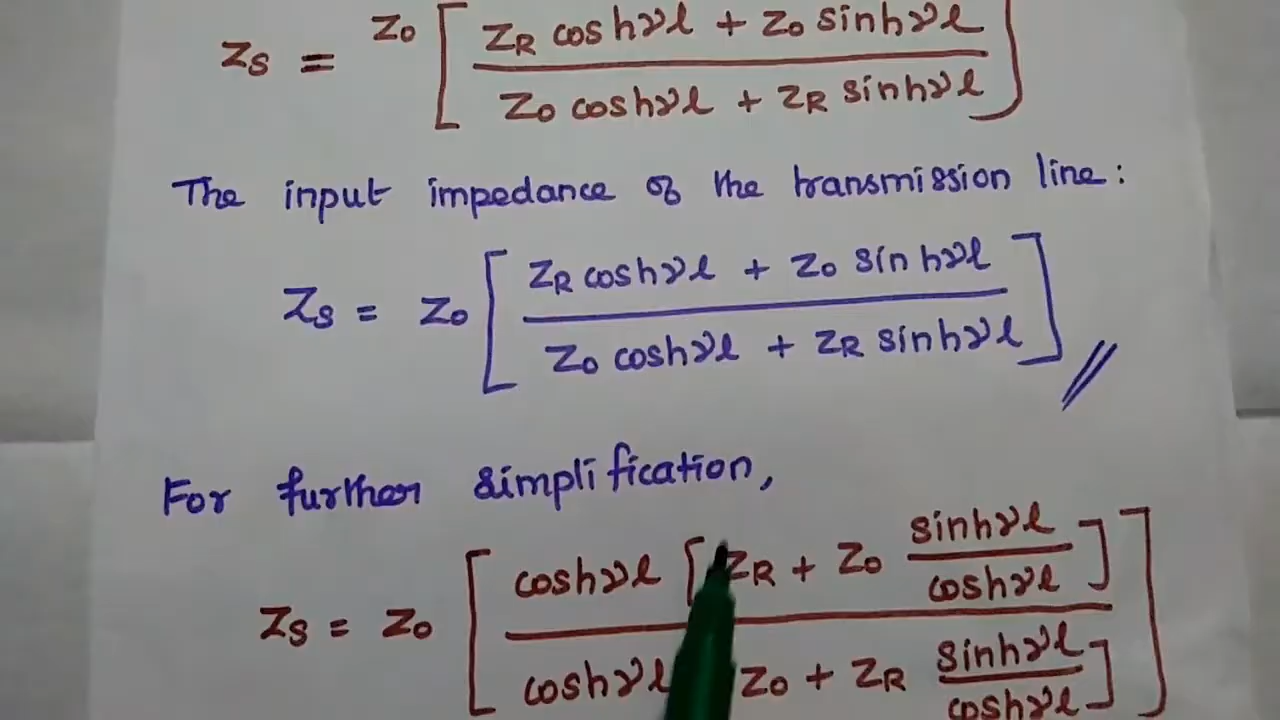 Zs = Z0 [ ZR coshγl + Z0 sinhγl / Z0 coshγl + ZR sinhγl ]
The input impedance of the transmission line:
Zs = Z0 [ ZR coshγl + Z0 sinhγl / Z0 coshγl + ZR sinhγl ] //
For further simplification,
Zs = Z0 [ coshγl [ ZR + Z0 sinhγl / coshγl ] / coshγl Z0 + ZR sinhγl / coshγl ] ]